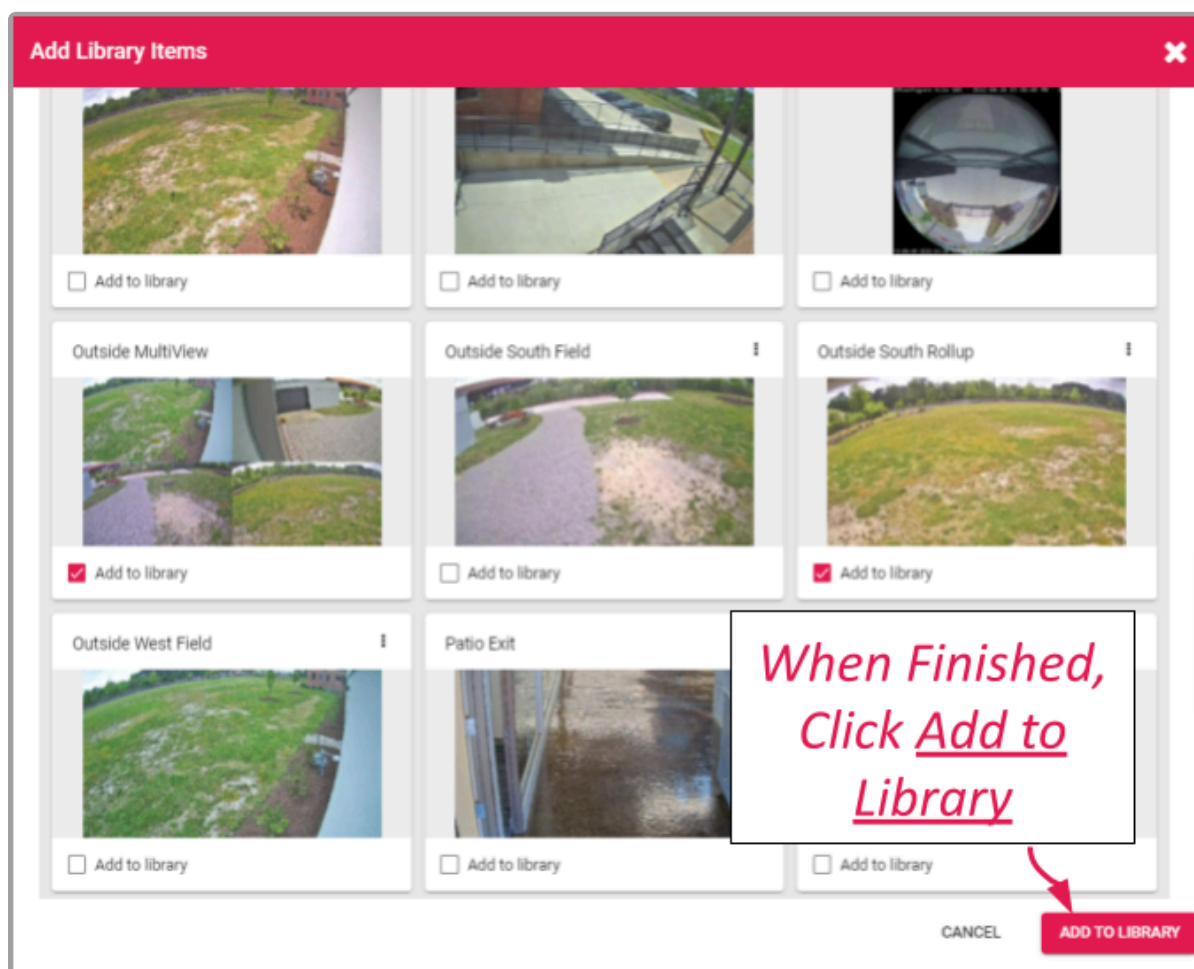 Add Library Items
Add to library
Add to library
Add to library
Outside MultiView
Outside South Field
Outside South Rollup
Add to library
Add to library
Add to library
Outside West Field
Patio Exit
When Finished,
Click Add to
Library
Add to library
Add to library
Add to library
CANCEL
ADD TO LIBRARY